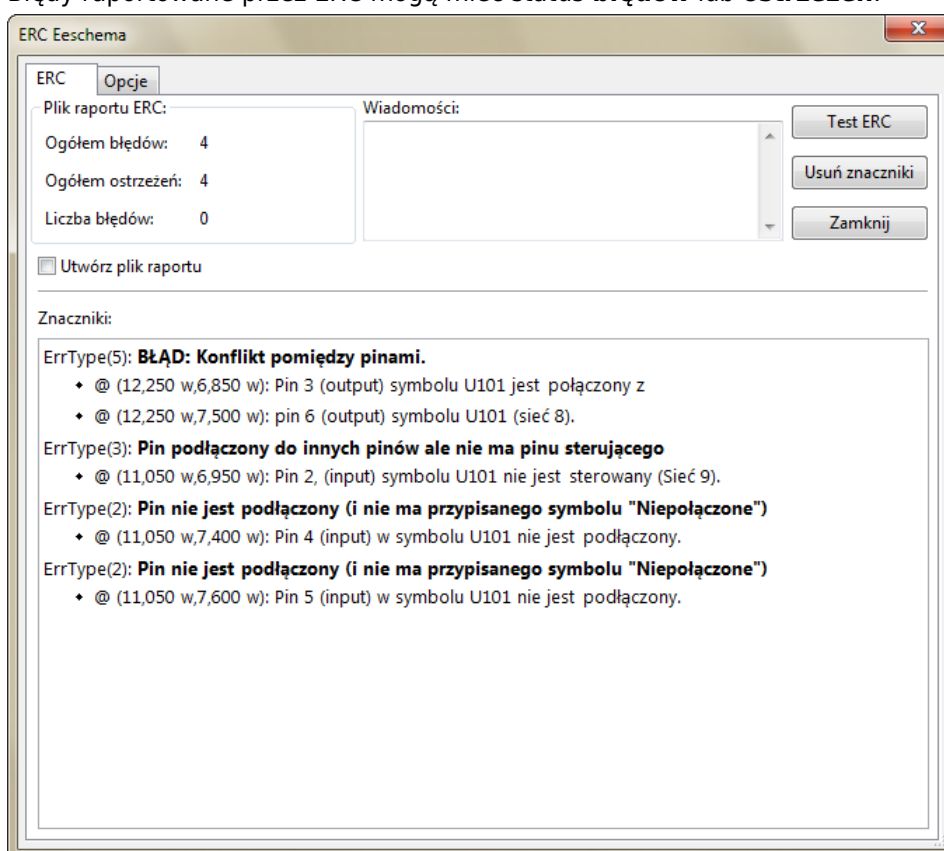 Błędy raportowane przez ERC mogą mieć status błędów lub ostrzeżeń.
ERC Eeschema
ERC Opcje
Plik raportu ERC:
Ogółem błędów: 4
Ogółem ostrzeżeń: 4
Liczba błędów: 0
Wiadomości:
Test ERC
Usuń znaczniki
Zamknij
Utwórz plik raportu
Znaczniki:
ErrType(5): BŁĄD: Konflikt pomiędzy pinami.
• @ (12,250 w,6,850 w): Pin 3 (output) symbolu U101 jest połączony z
• @ (12,250 w,7,500 w): pin 6 (output) symbolu U101 (sieć 8).
ErrType(3): Pin podłączony do innych pinów ale nie ma pinu sterującego
• @ (11,050 w,6,950 w): Pin 2, (input) symbolu U101 nie jest sterowany (Sieć 9).
ErrType(2): Pin nie jest podłączony (i nie ma przypisanego symbolu "Niepołączone")
• @ (11,050 w,7,400 w): Pin 4 (input) w symbolu U101 nie jest podłączony.
ErrType(2): Pin nie jest podłączony (i nie ma przypisanego symbolu "Niepołączone")
• @ (11,050 w,7,600 w): Pin 5 (input) w symbolu U101 nie jest podłączony.